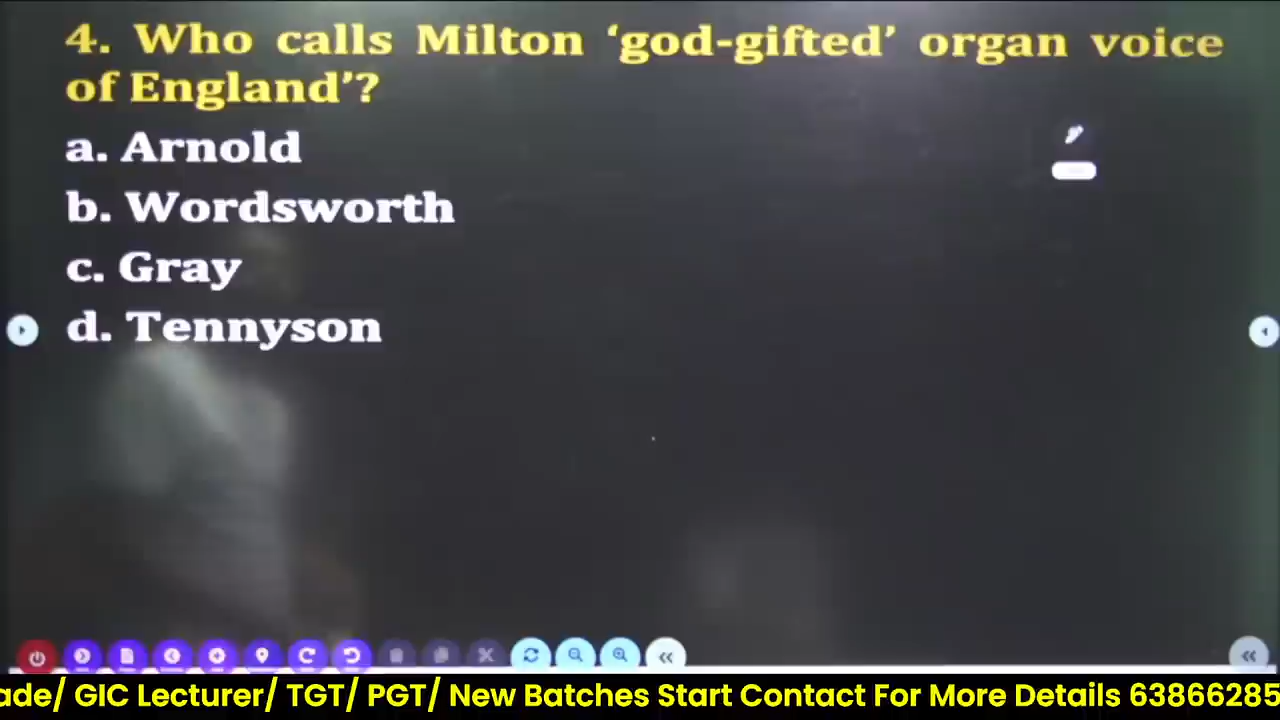 4. Who calls Milton ‘god-gifted’ organ voice
of England’?
a. Arnold
b. Wordsworth
c. Gray
d. Tennyson
ade/ GIC Lecturer/ TGT/ PGT/ New Batches Start Contact For More Details 63866285